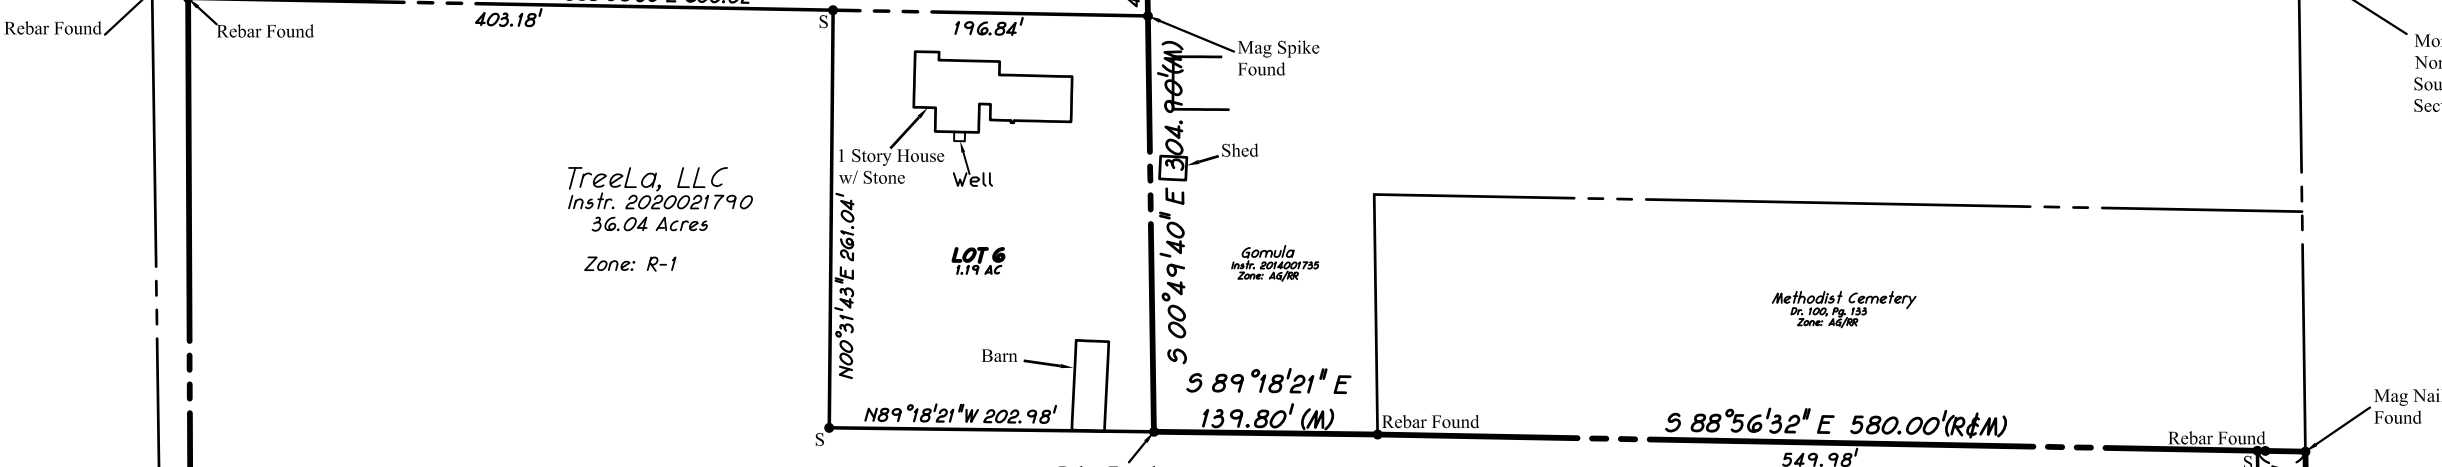 Rebar Found
Rebar Found
403.18'
S
196.84'
4
Mag Spike
Found
1 Story House
w/ Stone
Well
Shed
304.90'(M)
S 00°49'40" E
TreeLa, LLC
Instr. 2020021790
36.04 Acres
Zone: R-1
N00°31'43"E 261.04'
LOT 6
1.19 AC
Gomula
Instr. 2014001735
Zone: AG/RR
Methodist Cemetery
Dr. 100, Pg. 133
Zone: AG/RR
Barn
N89°18'21"W 202.98'
S
S 89°18'21" E
139.80' (M)
Rebar Found
S 88°56'32" E 580.00'(R&M)
549.98'
Rebar Found
S
Found